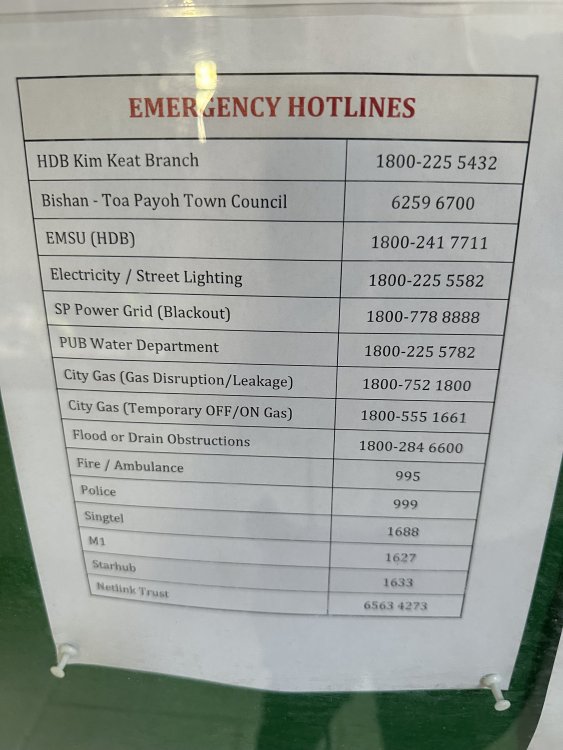 EMERGENCY HOTLINES
HDB Kim Keat Branch 1800-225 5432
Bishan - Toa Payoh Town Council 6259 6700
EMSU (HDB) 1800-241 7711
Electricity / Street Lighting 1800-225 5582
SP Power Grid (Blackout) 1800-778 8888
PUB Water Department 1800-225 5782
City Gas (Gas Disruption/Leakage) 1800-752 1800
City Gas (Temporary OFF/ON Gas) 1800-555 1661
Flood or Drain Obstructions 1800-284 6600
Fire / Ambulance 995
Police 999
Singtel 1688
M1 1627
Starhub 1633
Netlink Trust 6563 4273